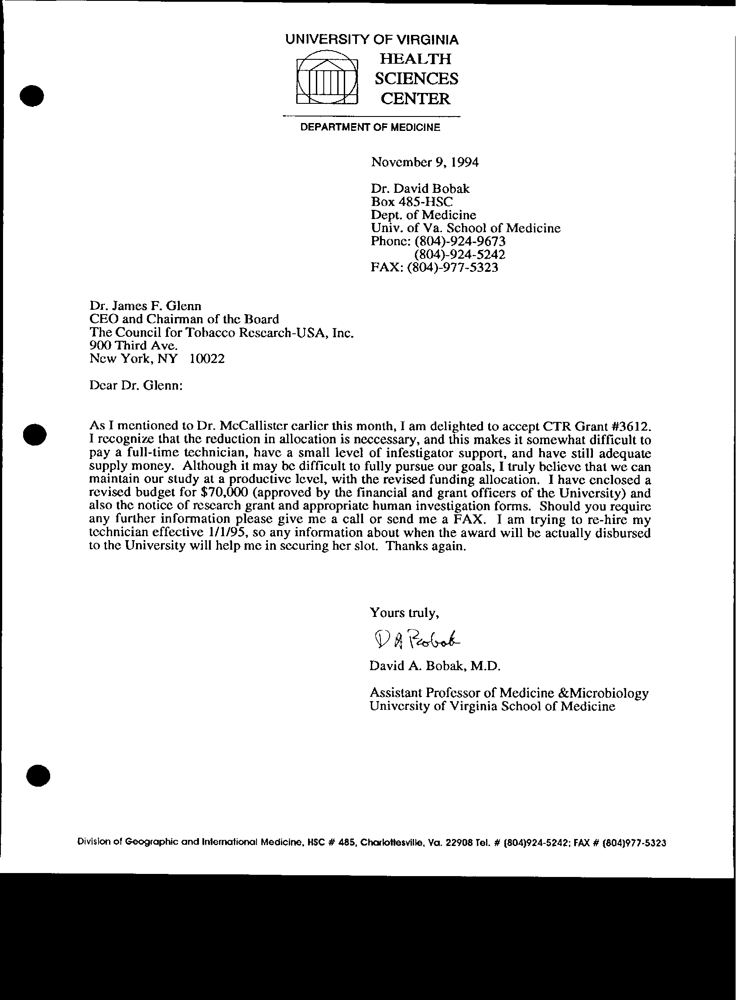 UNIVERSITY OF VIRGINIA
HEALTH
SCIENCES
CENTER
DEPARTMENT OF MEDICINE
November 9, 1994
Dr. David Bobak
Box 485-HSC
Dept. of Medicine
Univ. of Va. School of Medicine
Phone: (804)-924-9673
(804)-924-5242
FAX: (804)-977-5323
Dr. James F. Glenn
CEO and Chairman of the Board
The Council for Tobacco Research-USA, Inc.
900 Third Ave.
New York, NY 10022
Dear Dr. Glenn:
As I mentioned to Dr. McCallister earlier this month, I am delighted to accept CTR Grant #3612.
I recognize that the reduction in allocation is neccessary, and this makes it somewhat difficult to
pay a full-time technician, have a small level of infestigator support, and have still adequate
supply money. Although it may be difficult to fully pursue our goals, I truly believe that we can
maintain our study at a productive level, with the revised funding allocation. I have enclosed a
revised budget for $70,000 (approved by the financial and grant officers of the University) and
also the notice of research grant and appropriate human investigation forms. Should you require
any further information please give me a call or send me a FAX. I am trying to re-hire my
technician effective 1/1/95, so any information about when the award will be actually disbursed
to the University will help me in securing her slot. Thanks again.
Yours truly,
D A Bobak
David A. Bobak, M.D.
Assistant Professor of Medicine &Microbiology
University of Virginia School of Medicine
Division of Geographic and International Medicine, HSC # 485, Charlottesville, Va. 22908 Tel. # (804)924-5242; FAX # (804)977-5323